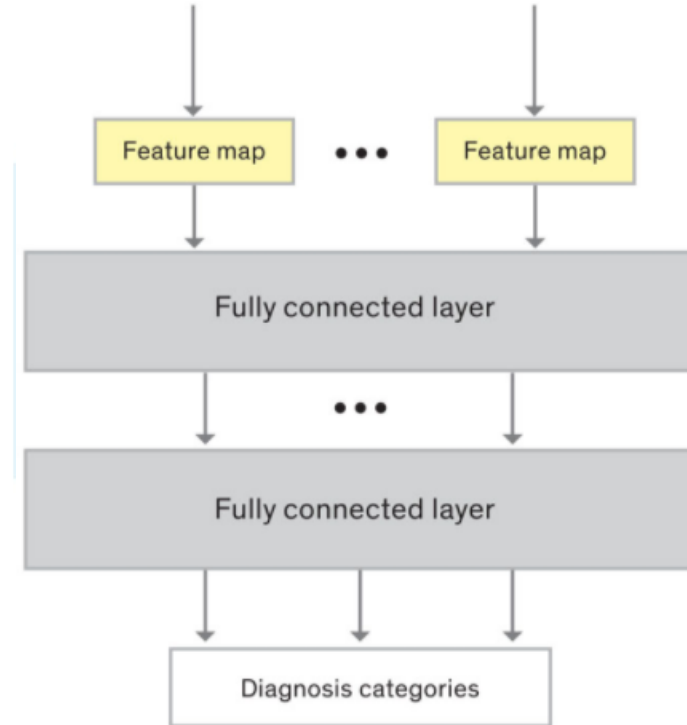 Feature map
Feature map
Fully connected layer
Fully connected layer
Diagnosis categories